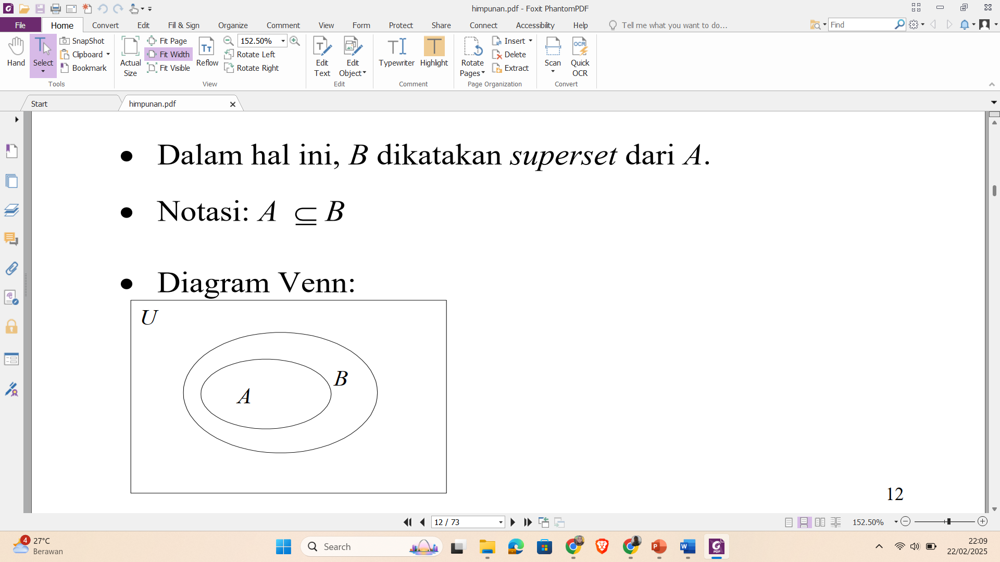 himpunan.pdf - Foxit PhantomPDF
File Home Convert Edit Fill & Sign Organize Comment View Form Protect Share Connect Accessibility Help Tell me what you want to do... Find
Hand
Select
SnapShot
Clipboard
Bookmark
Tools
Actual
Size
Fit Page
Fit Width
Fit Visible
Reflow
152.50%
Rotate Left
Rotate Right
View
Edit
Text
Edit
Object
Edit
Typewriter
Highlight
Comment
Rotate
Pages
Insert
Delete
Extract
Page Organization
Scan
Quick
OCR
Convert
Start
himpunan.pdf
• Dalam hal ini, B dikatakan superset dari A.
• Notasi: A ⊆ B
• Diagram Venn:
U
B
A
12
12 / 73
152.50%
4
27°C
Berawan
Search
22:09
22/02/2025